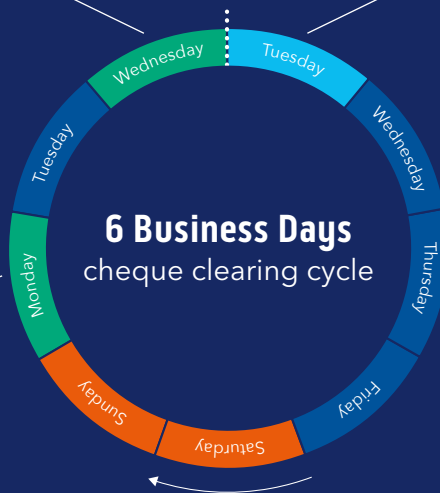 Tuesday
Wednesday
Thursday
Friday
Saturday
Sunday
Monday
Tuesday
Wednesday
6 Business Days
cheque clearing cycle